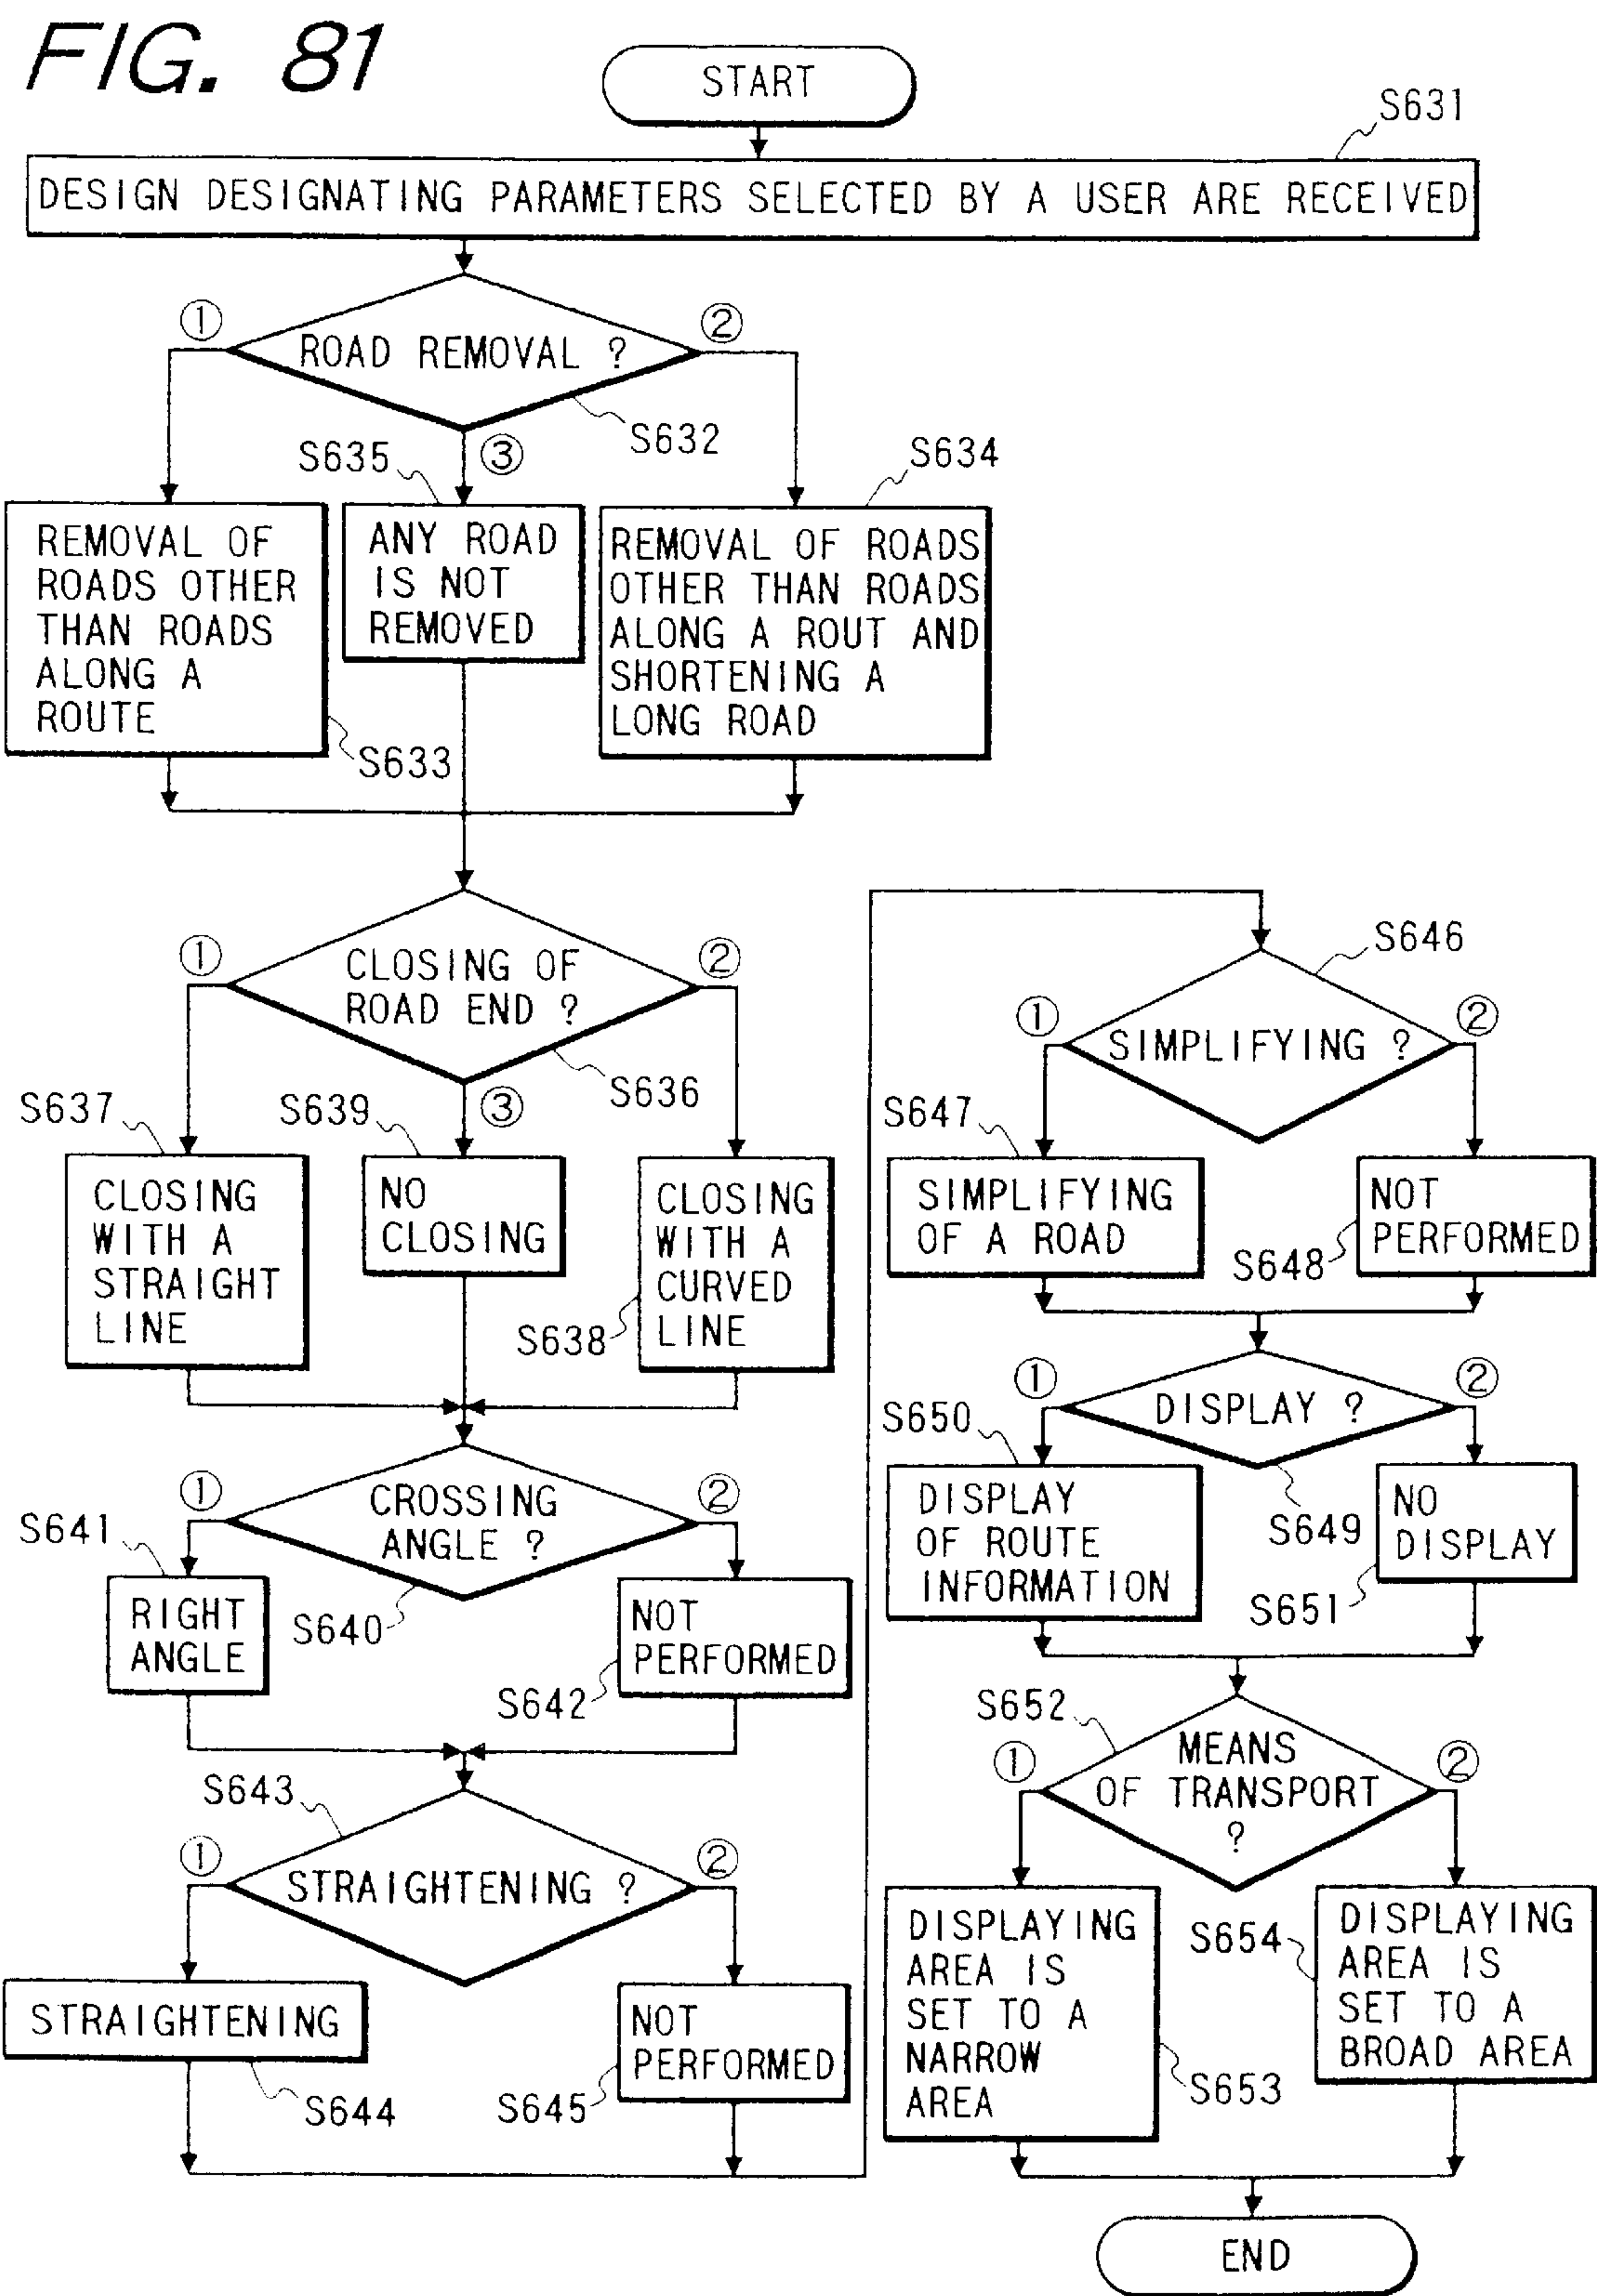 FIG. 81
START
S631
DESIGN DESIGNATING PARAMETERS SELECTED BY A USER ARE RECEIVED
①
②
ROAD REMOVAL ?
S632
S635
③
S634
REMOVAL OF
ROADS OTHER
THAN ROADS
ALONG A
ROUTE
S633
ANY ROAD
IS NOT
REMOVED
REMOVAL OF ROADS
OTHER THAN ROADS
ALONG A ROUT AND
SHORTENING A
LONG ROAD
①
②
CLOSING OF
ROAD END ?
S636
S637
S639
③
CLOSING
WITH A
STRAIGHT
LINE
NO
CLOSING
CLOSING
WITH A
CURVED
LINE
S638
①
②
CROSSING
ANGLE ?
S641
S640
RIGHT
ANGLE
NOT
PERFORMED
S642
S643
①
②
STRAIGHTENING ?
STRAIGHTENING
S644
NOT
PERFORMED
S645
S646
①
②
SIMPLIFYING ?
S647
SIMPLIFYING
OF A ROAD
NOT
PERFORMED
S648
①
②
DISPLAY ?
S650
S649
DISPLAY
OF ROUTE
INFORMATION
NO
DISPLAY
S651
S652
①
②
MEANS
OF TRANSPORT
?
DISPLAYING
AREA IS
SET TO A
NARROW
AREA
S653
S654
DISPLAYING
AREA IS
SET TO A
BROAD AREA
END